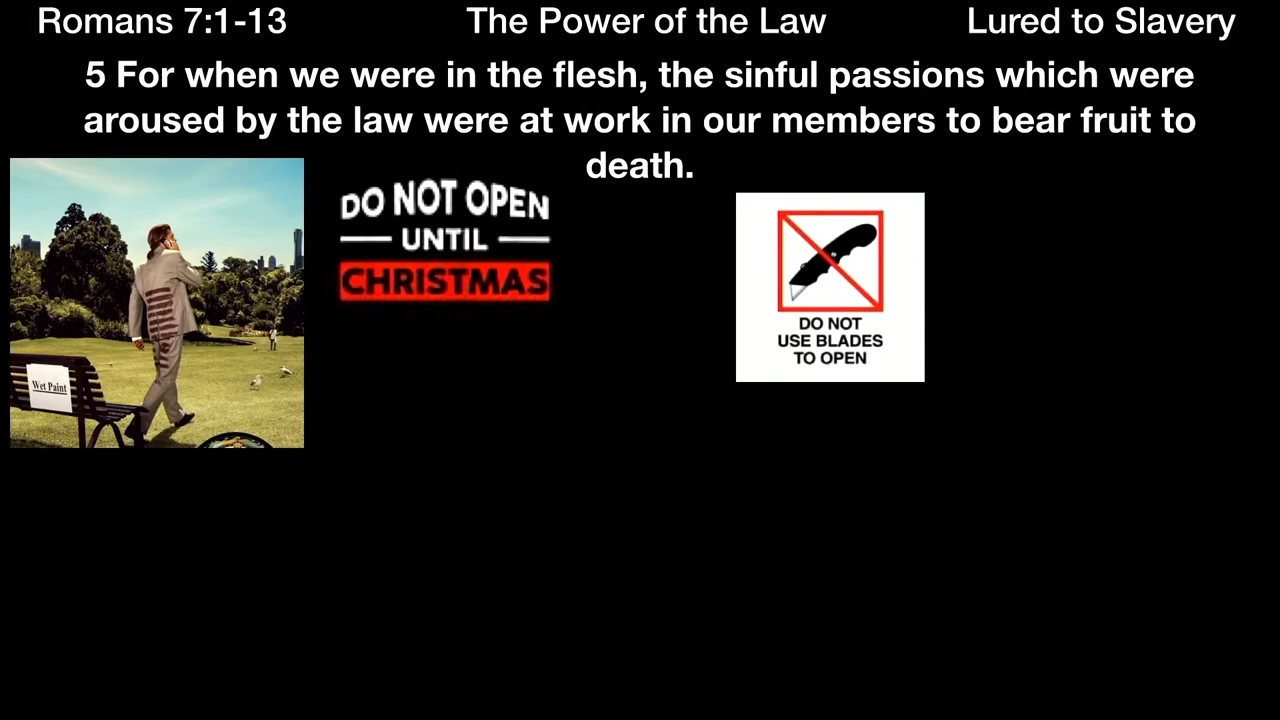 Romans 7:1-13 The Power of the Law Lured to Slavery
5 For when we were in the flesh, the sinful passions which were
aroused by the law were at work in our members to bear fruit to
death.
DO NOT OPEN
UNTIL
CHRISTMAS
Wet Paint
DO NOT
USE BLADES
TO OPEN